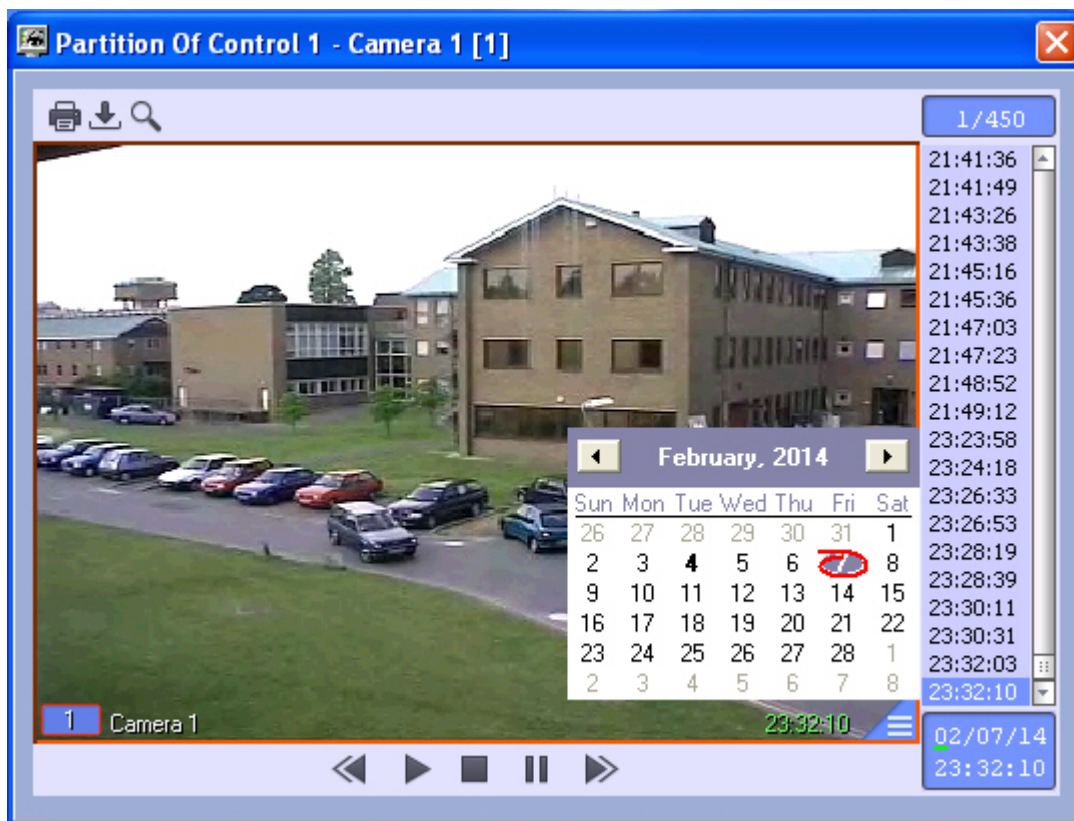 Partition Of Control 1 - Camera 1 [1]
1/450
21:41:36
21:41:49
21:43:26
21:43:38
21:45:16
21:45:36
21:47:03
21:47:23
21:48:52
21:49:12
23:23:58
23:24:18
23:26:33
23:26:53
23:28:19
23:28:39
23:30:11
23:30:31
23:32:03
23:32:10
February, 2014
Sun Mon Tue Wed Thu Fri Sat
26 27 28 29 30 31 1
2 3 4 5 6 7 8
9 10 11 12 13 14 15
16 17 18 19 20 21 22
23 24 25 26 27 28 1
2 3 4 5 6 7 8
1 Camera 1 23:32:10
02/07/14
23:32:10